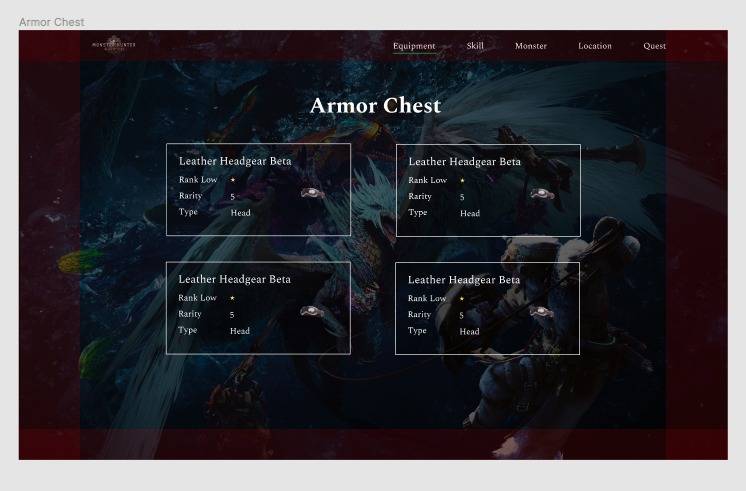 Armor Chest
MONSTER HUNTER
Equipment Skill Monster Location Quest
Armor Chest
Leather Headgear Beta
Rank Low ★
Rarity 5
Type Head
Leather Headgear Beta
Rank Low ★
Rarity 5
Type Head
Leather Headgear Beta
Rank Low ★
Rarity 5
Type Head
Leather Headgear Beta
Rank Low ★
Rarity 5
Type Head